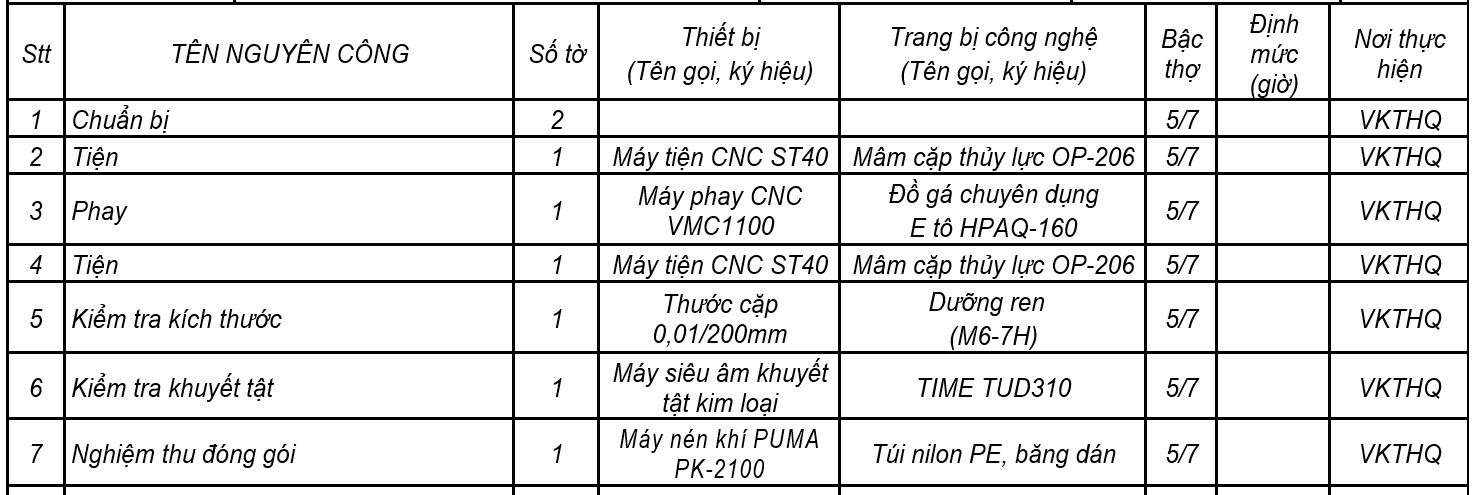 Stt TÊN NGUYÊN CÔNG Số tờ Thiết bị (Tên gọi, ký hiệu) Trang bị công nghệ (Tên gọi, ký hiệu) Bậc thợ Định mức (giờ) Nơi thực hiện
1 Chuẩn bị 2 5/7 VKTHQ
2 Tiện 1 Máy tiện CNC ST40 Mâm cặp thủy lực OP-206 5/7 VKTHQ
3 Phay 1 Máy phay CNC VMC1100 Đồ gá chuyên dụng E tô HPAQ-160 5/7 VKTHQ
4 Tiện 1 Máy tiện CNC ST40 Mâm cặp thủy lực OP-206 5/7 VKTHQ
5 Kiểm tra kích thước 1 Thước cặp 0,01/200mm Dưỡng ren (M6-7H) 5/7 VKTHQ
6 Kiểm tra khuyết tật 1 Máy siêu âm khuyết tật kim loại TIME TUD310 5/7 VKTHQ
7 Nghiệm thu đóng gói 1 Máy nén khí PUMA PK-2100 Túi nilon PE, băng dán 5/7 VKTHQ